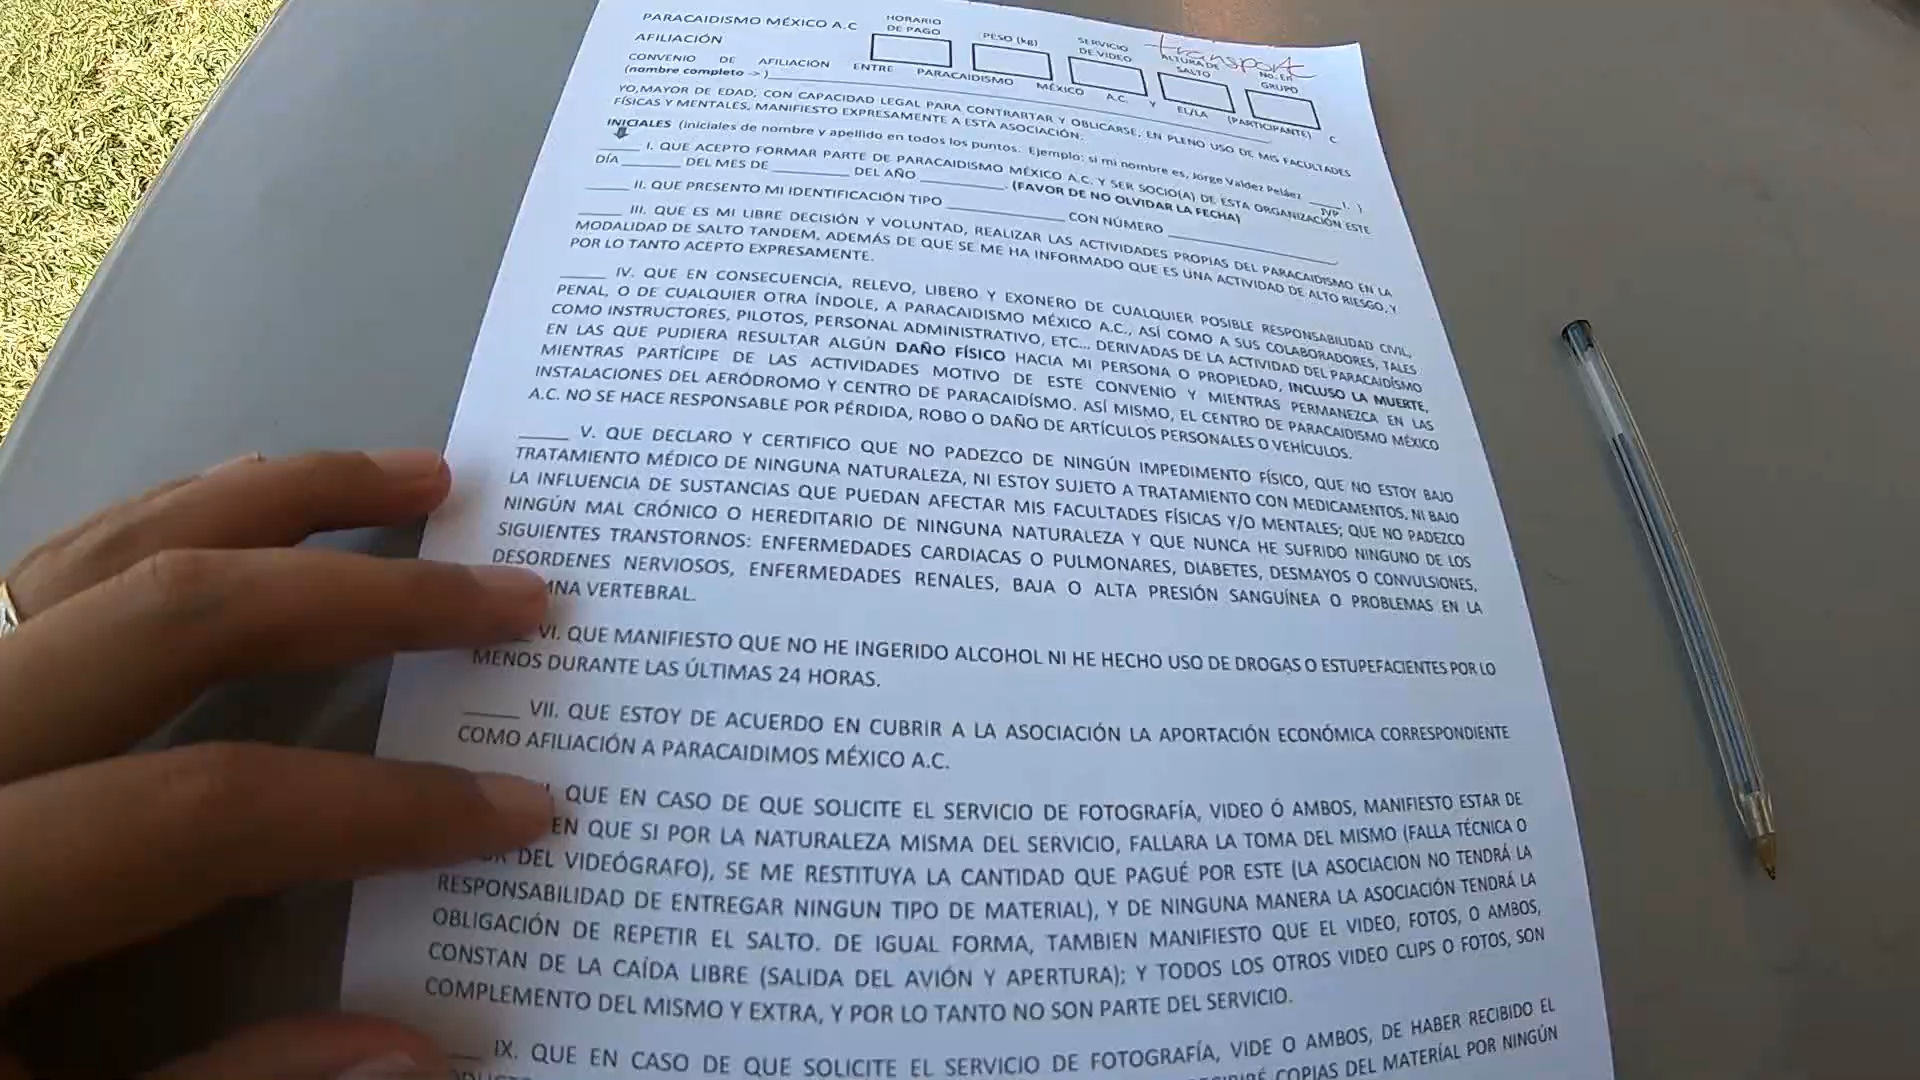 PARACAIDISMO MÉXICO A.C
HORARIO DE PAGO
PESO (kg)
SERVICIO DE VIDEO
transport
ALTURA DE SALTO
No. EN GRUPO
AFILIACIÓN
CONVENIO DE AFILIACIÓN ENTRE PARACAIDISMO MÉXICO A.C. Y EL/LA (PARTICIPANTE) C.
(nombre completo -> )
YO,MAYOR DE EDAD, CON CAPACIDAD LEGAL PARA CONTRARTAR Y OBLICARSE, EN PLENO USO DE MIS FACULTADES
FÍSICAS Y MENTALES, MANIFIESTO EXPRESAMENTE A ESTA ASOCIACIÓN:
INICIALES (iniciales de nombre y apellido en todos los puntos. Ejemplo: si mi nombre es, Jorge Valdez Peláez JVP I. )
I. QUE ACEPTO FORMAR PARTE DE PARACAIDISMO MÉXICO A.C. Y SER SOCIO(A) DE ESTA ORGANIZACIÓN ESTE
DÍA DEL MES DE DEL AÑO . (FAVOR DE NO OLVIDAR LA FECHA)
II. QUE PRESENTO MI IDENTIFICACIÓN TIPO CON NÚMERO
III. QUE ES MI LIBRE DECISIÓN Y VOLUNTAD, REALIZAR LAS ACTIVIDADES PROPIAS DEL PARACAIDISMO EN LA
MODALIDAD DE SALTO TANDEM, ADEMÁS DE QUE SE ME HA INFORMADO QUE ES UNA ACTIVIDAD DE ALTO RIESGO, Y
POR LO TANTO ACEPTO EXPRESAMENTE.
IV. QUE EN CONSECUENCIA, RELEVO, LIBERO Y EXONERO DE CUALQUIER POSIBLE RESPONSABILIDAD CIVIL,
PENAL, O DE CUALQUIER OTRA ÍNDOLE, A PARACAIDISMO MÉXICO A.C., ASÍ COMO A SUS COLABORADORES, TALES
COMO INSTRUCTORES, PILOTOS, PERSONAL ADMINISTRATIVO, ETC... DERIVADAS DE LA ACTIVIDAD DEL PARACAIDÍSMO
EN LAS QUE PUDIERA RESULTAR ALGÚN DAÑO FÍSICO HACIA MI PERSONA O PROPIEDAD, INCLUSO LA MUERTE,
MIENTRAS PARTÍCIPE DE LAS ACTIVIDADES MOTIVO DE ESTE CONVENIO Y MIENTRAS PERMANEZCA EN LAS
INSTALACIONES DEL AERÓDROMO Y CENTRO DE PARACAIDÍSMO. ASÍ MISMO, EL CENTRO DE PARACAIDISMO MÉXICO
A.C. NO SE HACE RESPONSABLE POR PÉRDIDA, ROBO O DAÑO DE ARTÍCULOS PERSONALES O VEHÍCULOS.
V. QUE DECLARO Y CERTIFICO QUE NO PADEZCO DE NINGÚN IMPEDIMENTO FÍSICO, QUE NO ESTOY BAJO
TRATAMIENTO MÉDICO DE NINGUNA NATURALEZA, NI ESTOY SUJETO A TRATAMIENTO CON MEDICAMENTOS, NI BAJO
LA INFLUENCIA DE SUSTANCIAS QUE PUEDAN AFECTAR MIS FACULTADES FÍSICAS Y/O MENTALES; QUE NO PADEZCO
NINGÚN MAL CRÓNICO O HEREDITARIO DE NINGUNA NATURALEZA Y QUE NUNCA HE SUFRIDO NINGUNO DE LOS
SIGUIENTES TRANSTORNOS: ENFERMEDADES CARDIACAS O PULMONARES, DIABETES, DESMAYOS O CONVULSIONES,
DESORDENES NERVIOSOS, ENFERMEDADES RENALES, BAJA O ALTA PRESIÓN SANGUÍNEA O PROBLEMAS EN LA
MNA VERTEBRAL.
VI. QUE MANIFIESTO QUE NO HE INGERIDO ALCOHOL NI HE HECHO USO DE DROGAS O ESTUPEFACIENTES POR LO
MENOS DURANTE LAS ÚLTIMAS 24 HORAS.
VII. QUE ESTOY DE ACUERDO EN CUBRIR A LA ASOCIACIÓN LA APORTACIÓN ECONÓMICA CORRESPONDIENTE
COMO AFILIACIÓN A PARACAIDIMOS MÉXICO A.C.
QUE EN CASO DE QUE SOLICITE EL SERVICIO DE FOTOGRAFÍA, VIDEO Ó AMBOS, MANIFIESTO ESTAR DE
EN QUE SI POR LA NATURALEZA MISMA DEL SERVICIO, FALLARA LA TOMA DEL MISMO (FALLA TÉCNICA O
DEL VIDEÓGRAFO), SE ME RESTITUYA LA CANTIDAD QUE PAGUÉ POR ESTE (LA ASOCIACION NO TENDRÁ LA
RESPONSABILIDAD DE ENTREGAR NINGUN TIPO DE MATERIAL), Y DE NINGUNA MANERA LA ASOCIACIÓN TENDRÁ LA
OBLIGACIÓN DE REPETIR EL SALTO. DE IGUAL FORMA, TAMBIEN MANIFIESTO QUE EL VIDEO, FOTOS, O AMBOS,
CONSTAN DE LA CAÍDA LIBRE (SALIDA DEL AVIÓN Y APERTURA); Y TODOS LOS OTROS VIDEO CLIPS O FOTOS, SON
COMPLEMENTO DEL MISMO Y EXTRA, Y POR LO TANTO NO SON PARTE DEL SERVICIO.
IX. QUE EN CASO DE QUE SOLICITE EL SERVICIO DE FOTOGRAFÍA, VIDE O AMBOS, DE HABER RECIBIDO EL
COPIAS DEL MATERÍAL POR NINGÚN